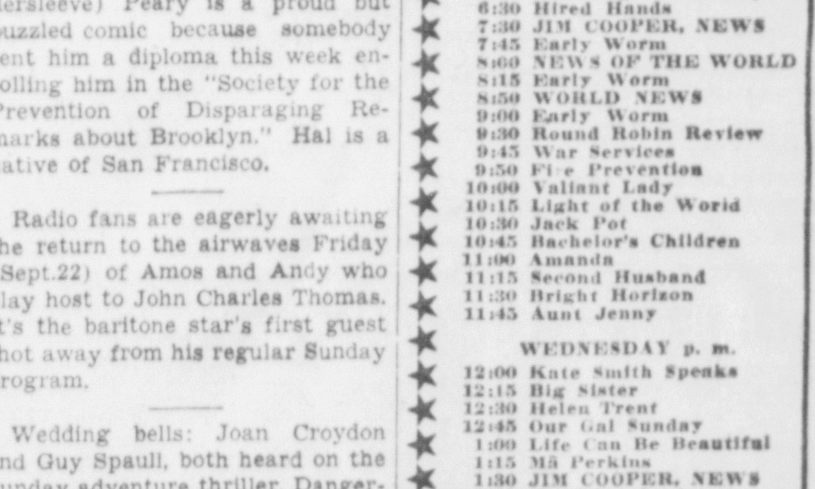 ersleeve) Peary is a proud but
uzzled comic because somebody
ent him a diploma this week en-
olling him in the "Society for the
Prevention of Disparaging Re-
marks about Brooklyn." Hal is a
ative of San Francisco.
Radio fans are eagerly awaiting
he return to the airwaves Friday
Sept.22) of Amos and Andy who
lay host to John Charles Thomas.
t's the baritone star's first guest
hot away from his regular Sunday
rogram.
Wedding bells: Joan Croydon
nd Guy Spaull, both heard on the
unday adventure thriller, Danger-
6:30 Hired Hands
7:30 JIM COOPER, NEWS
7:45 Early Worm
8:00 NEWS OF THE WORLD
8:15 Early Worm
8:50 WORLD NEWS
9:00 Early Worm
9:30 Round Robin Review
9:45 War Services
9:50 Fire Prevention
10:00 Valiant Lady
10:15 Light of the World
10:30 Jack Pot
10:45 Bachelor's Children
11:00 Amanda
11:15 Second Husband
11:30 Bright Horizon
11:45 Aunt Jenny
WEDNESDAY p. m.
12:00 Kate Smith Speaks
12:15 Big Sister
12:30 Helen Trent
12:45 Our Gal Sunday
1:00 Life Can Be Beautiful
1:15 Ma Perkins
1:30 JIM COOPER, NEWS